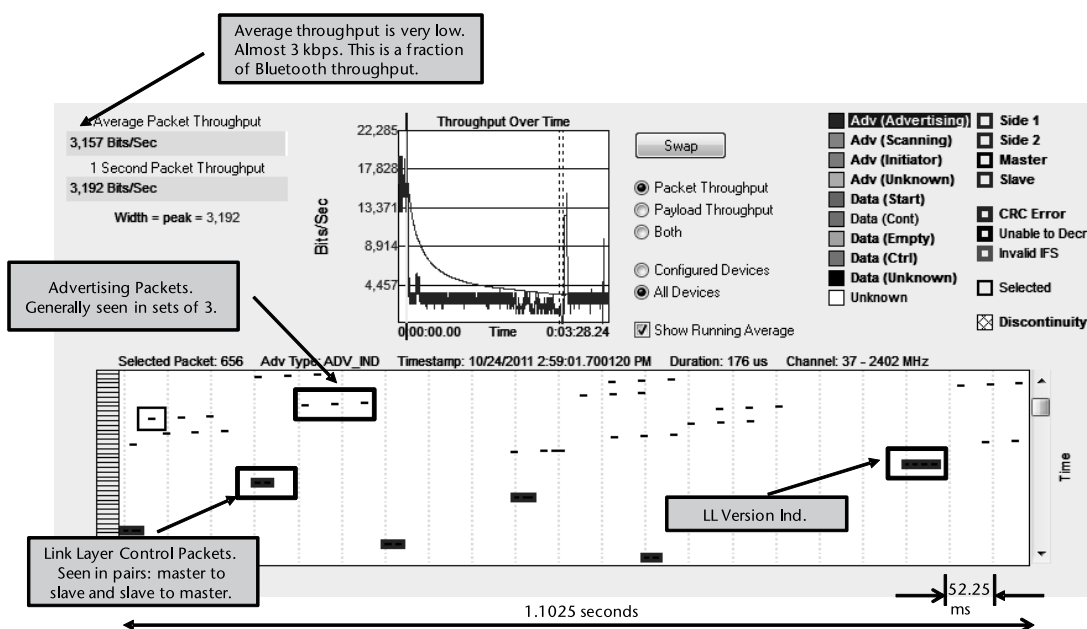 Average throughput is very low.
Almost 3 kbps. This is a fraction
of Bluetooth throughput.
Average Packet Throughput
3,157 Bits/Sec
1 Second Packet Throughput
3,192 Bits/Sec
Width = peak = 3,192
Throughput Over Time
22,285
17,828
13,371
8,914
4,457
Bits/Sec
0:00:00.00 Time 0:03:28.24
Swap
Packet Throughput
Payload Throughput
Both
Configured Devices
All Devices
Show Running Average
Adv (Advertising)
Adv (Scanning)
Adv (Initiator)
Adv (Unknown)
Data (Start)
Data (Cont)
Data (Empty)
Data (Ctrl)
Data (Unknown)
Unknown
Side 1
Side 2
Master
Slave
CRC Error
Unable to Decr
Invalid IFS
Selected
Discontinuity
Advertising Packets.
Generally seen in sets of 3.
Selected Packet: 656 Adv Type: ADV_IND Timestamp: 10/24/2011 2:59:01.700120 PM Duration: 176 us Channel: 37 - 2402 MHz
Time
LL Version Ind.
Link Layer Control Packets.
Seen in pairs: master to
slave and slave to master.
52.25
ms
1.1025 seconds